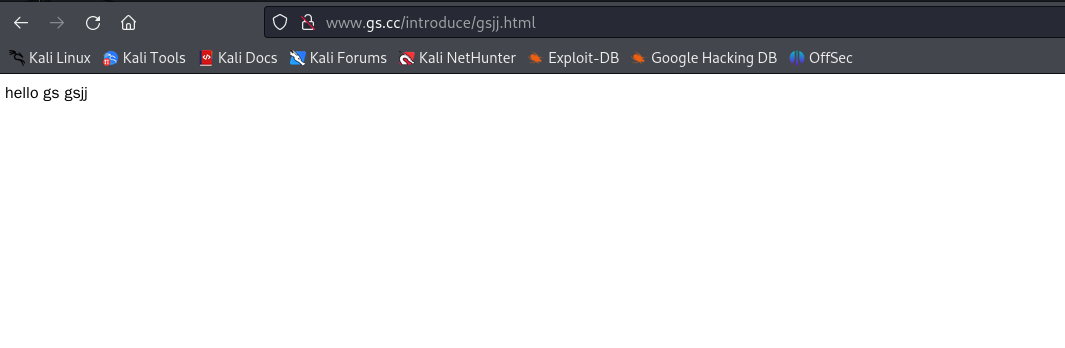 www.gs.cc/introduce/gsjj.html
Kali Linux Kali Tools Kali Docs Kali Forums Kali NetHunter Exploit-DB Google Hacking DB OffSec
hello gs gsjj